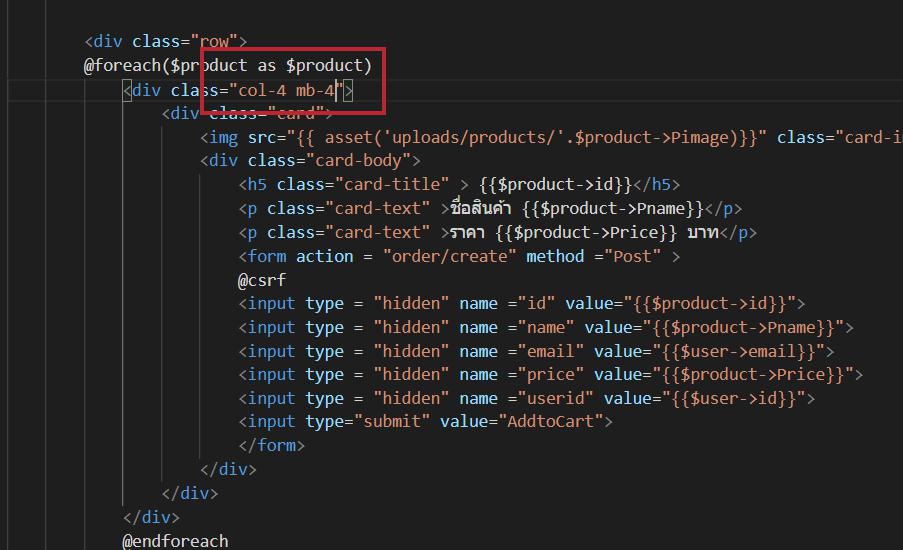 <div class="row">
@foreach($product as $product)
<div class="col-4 mb-4">
<div class="card">
<img src="{{ asset('uploads/products/'.$product->Pimage)}}" class="card-i
<div class="card-body">
<h5 class="card-title" > {{$product->id}}</h5>
<p class="card-text" >ชื่อสินค้า {{$product->Pname}}</p>
<p class="card-text" >ราคา {{$product->Price}} บาท</p>
<form action = "order/create" method ="Post" >
@csrf
<input type = "hidden" name ="id" value="{{$product->id}}">
<input type = "hidden" name ="name" value="{{$product->Pname}}">
<input type = "hidden" name ="email" value="{{$user->email}}">
<input type = "hidden" name ="price" value="{{$product->Price}}">
<input type = "hidden" name ="userid" value="{{$user->id}}">
<input type="submit" value="AddtoCart">
</form>
</div>
</div>
</div>
@endforeach